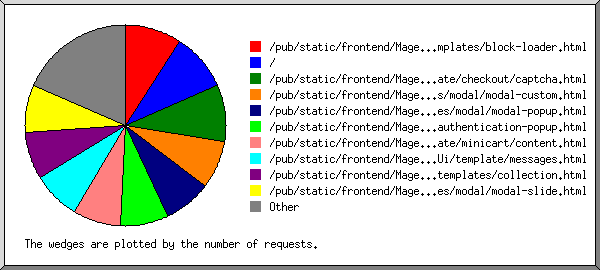 /pub/static/frontend/Mage...mplates/block-loader.html
/
/pub/static/frontend/Mage...ate/checkout/captcha.html
/pub/static/frontend/Mage...s/modal/modal-custom.html
/pub/static/frontend/Mage...es/modal/modal-popup.html
/pub/static/frontend/Mage...authentication-popup.html
/pub/static/frontend/Mage...ate/minicart/content.html
/pub/static/frontend/Mage...Ui/template/messages.html
/pub/static/frontend/Mage...templates/collection.html
/pub/static/frontend/Mage...es/modal/modal-slide.html
Other
The wedges are plotted by the number of requests.